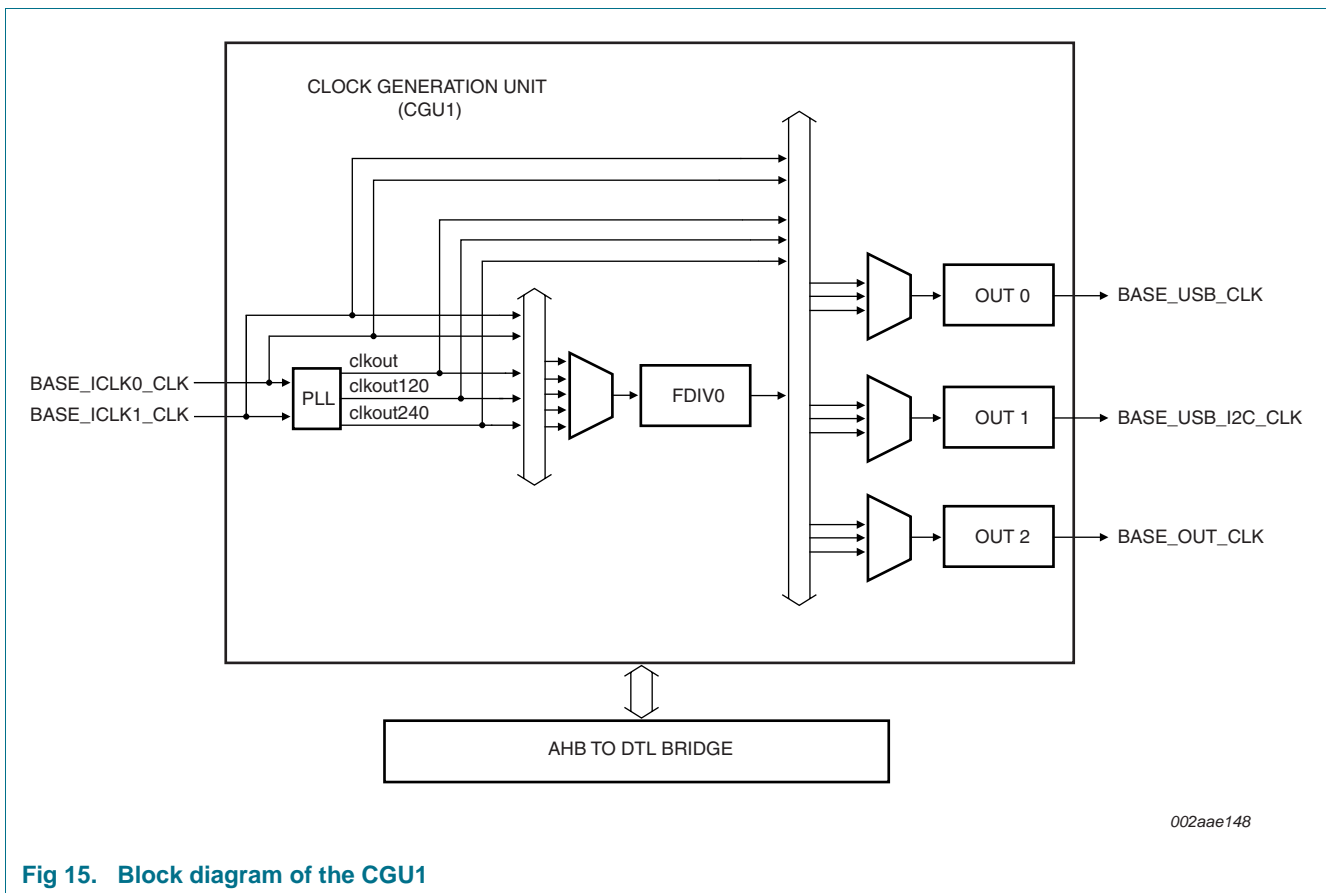 CLOCK GENERATION UNIT
(CGU1)
clkout
clkout120
clkout240
BASE_ICLK0_CLK
BASE_ICLK1_CLK
PLL
FDIV0
OUT 0
BASE_USB_CLK
OUT 1
BASE_USB_I2C_CLK
OUT 2
BASE_OUT_CLK
AHB TO DTL BRIDGE
002aae148
Fig 15. Block diagram of the CGU1